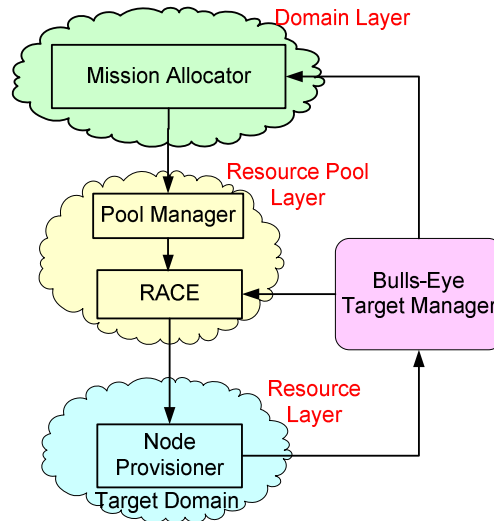 Domain Layer
Mission Allocator
Resource Pool
Layer
Pool Manager
RACE
Bulls-Eye
Target Manager
Resource
Layer
Node
Provisioner
Target Domain